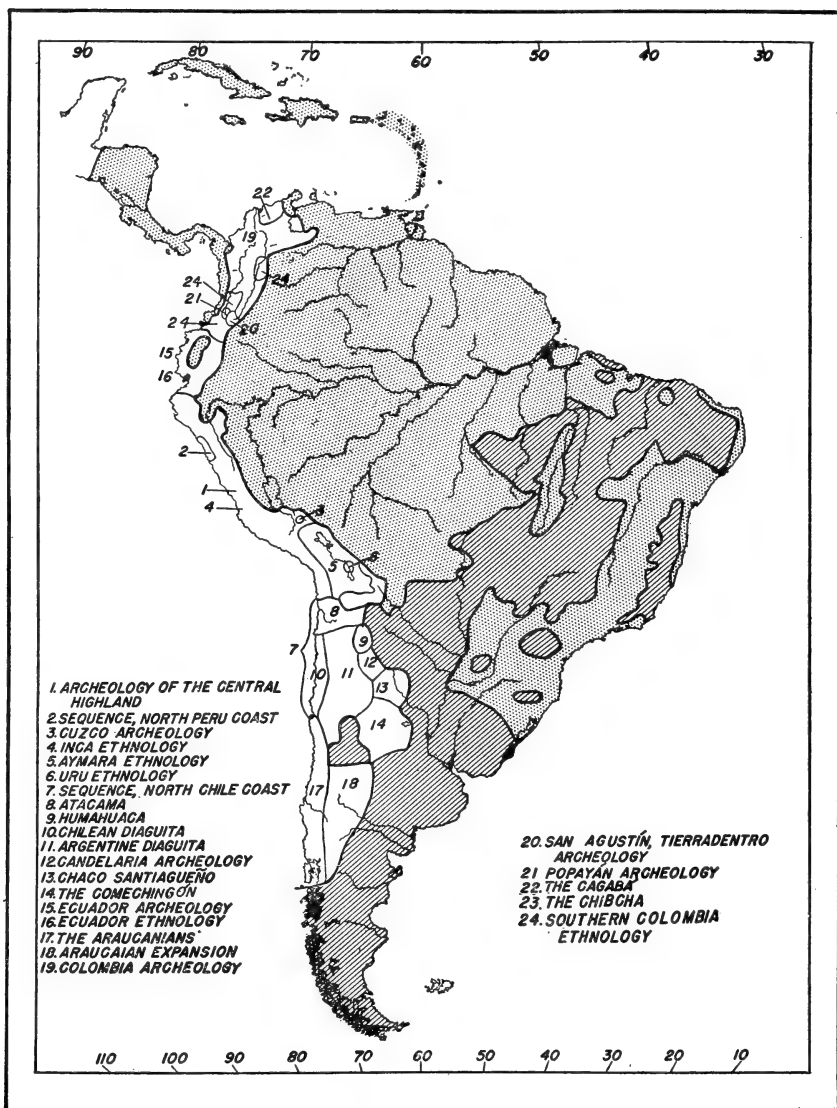 90 80 70 60 50 40 30
22
19
24
21
24 20
15
16
2
1
4 3
5 6
8
7 9
10 11 12
13
14
17 18
1. ARCHEOLOGY OF THE CENTRAL
HIGHLAND
2. SEQUENCE, NORTH PERU COAST
3. CUZCO ARCHEOLOGY
4. INCA ETHNOLOGY
5. AYMARA ETHNOLOGY
6. URU ETHNOLOGY
7. SEQUENCE, NORTH CHILE COAST
8. ATACAMA
9. HUMAHUACA
10. CHILEAN DIAGUITA
11. ARGENTINE DIAGUITA
12. CANDELARIA ARCHEOLOGY
13. CHACO SANTIAGUEÑO
14. THE COMECHINGÓN
15. ECUADOR ARCHEOLOGY
16. ECUADOR ETHNOLOGY
17. THE ARAUCANIANS
18. ARAUCAIAN EXPANSION
19. COLOMBIA ARCHEOLOGY
20. SAN AGUSTÍN, TIERRADENTRO
ARCHEOLOGY
21 POPAYÁN ARCHEOLOGY
22. THE CAGABA
23. THE CHIBCHA
24. SOUTHERN COLOMBIA
ETHNOLOGY
110 100 90 80 70 60 50 40 30 20 10